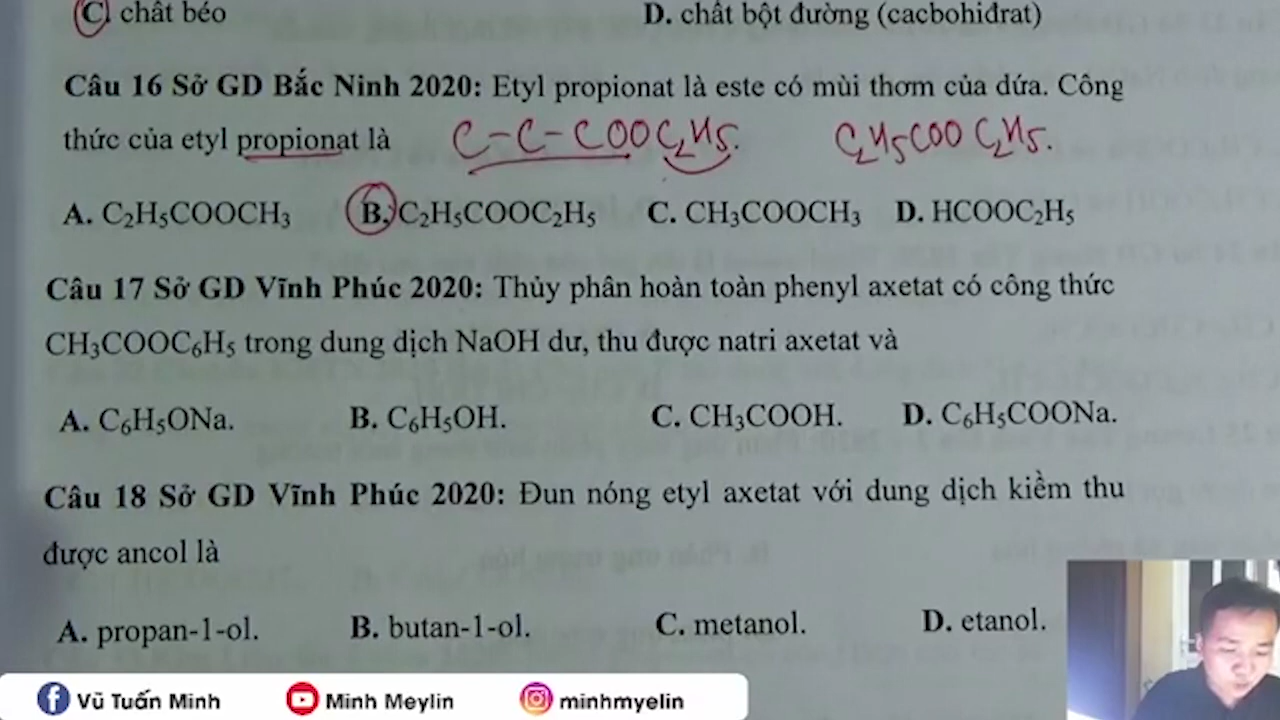 C. chất béo D. chất bột đường (cacbohiđrat)
Câu 16 Sở GD Bắc Ninh 2020: Etyl propionat là este có mùi thơm của dứa. Công
thức của etyl propionat là C-C-COOC₂H₅. C₂H₅COOC₂H₅.
A. C₂H₅COOCH₃ B. C₂H₅COOC₂H₅ C. CH₃COOCH₃ D. HCOOC₂H₅
Câu 17 Sở GD Vĩnh Phúc 2020: Thủy phân hoàn toàn phenyl axetat có công thức
CH₃COOC₆H₅ trong dung dịch NaOH dư, thu được natri axetat và
A. C₆H₅ONa. B. C₆H₅OH. C. CH₃COOH. D. C₆H₅COONa.
Câu 18 Sở GD Vĩnh Phúc 2020: Đun nóng etyl axetat với dung dịch kiềm thu
được ancol là
A. propan-1-ol. B. butan-1-ol. C. metanol. D. etanol.
Vũ Tuấn Minh Minh Meylin minhmyelin